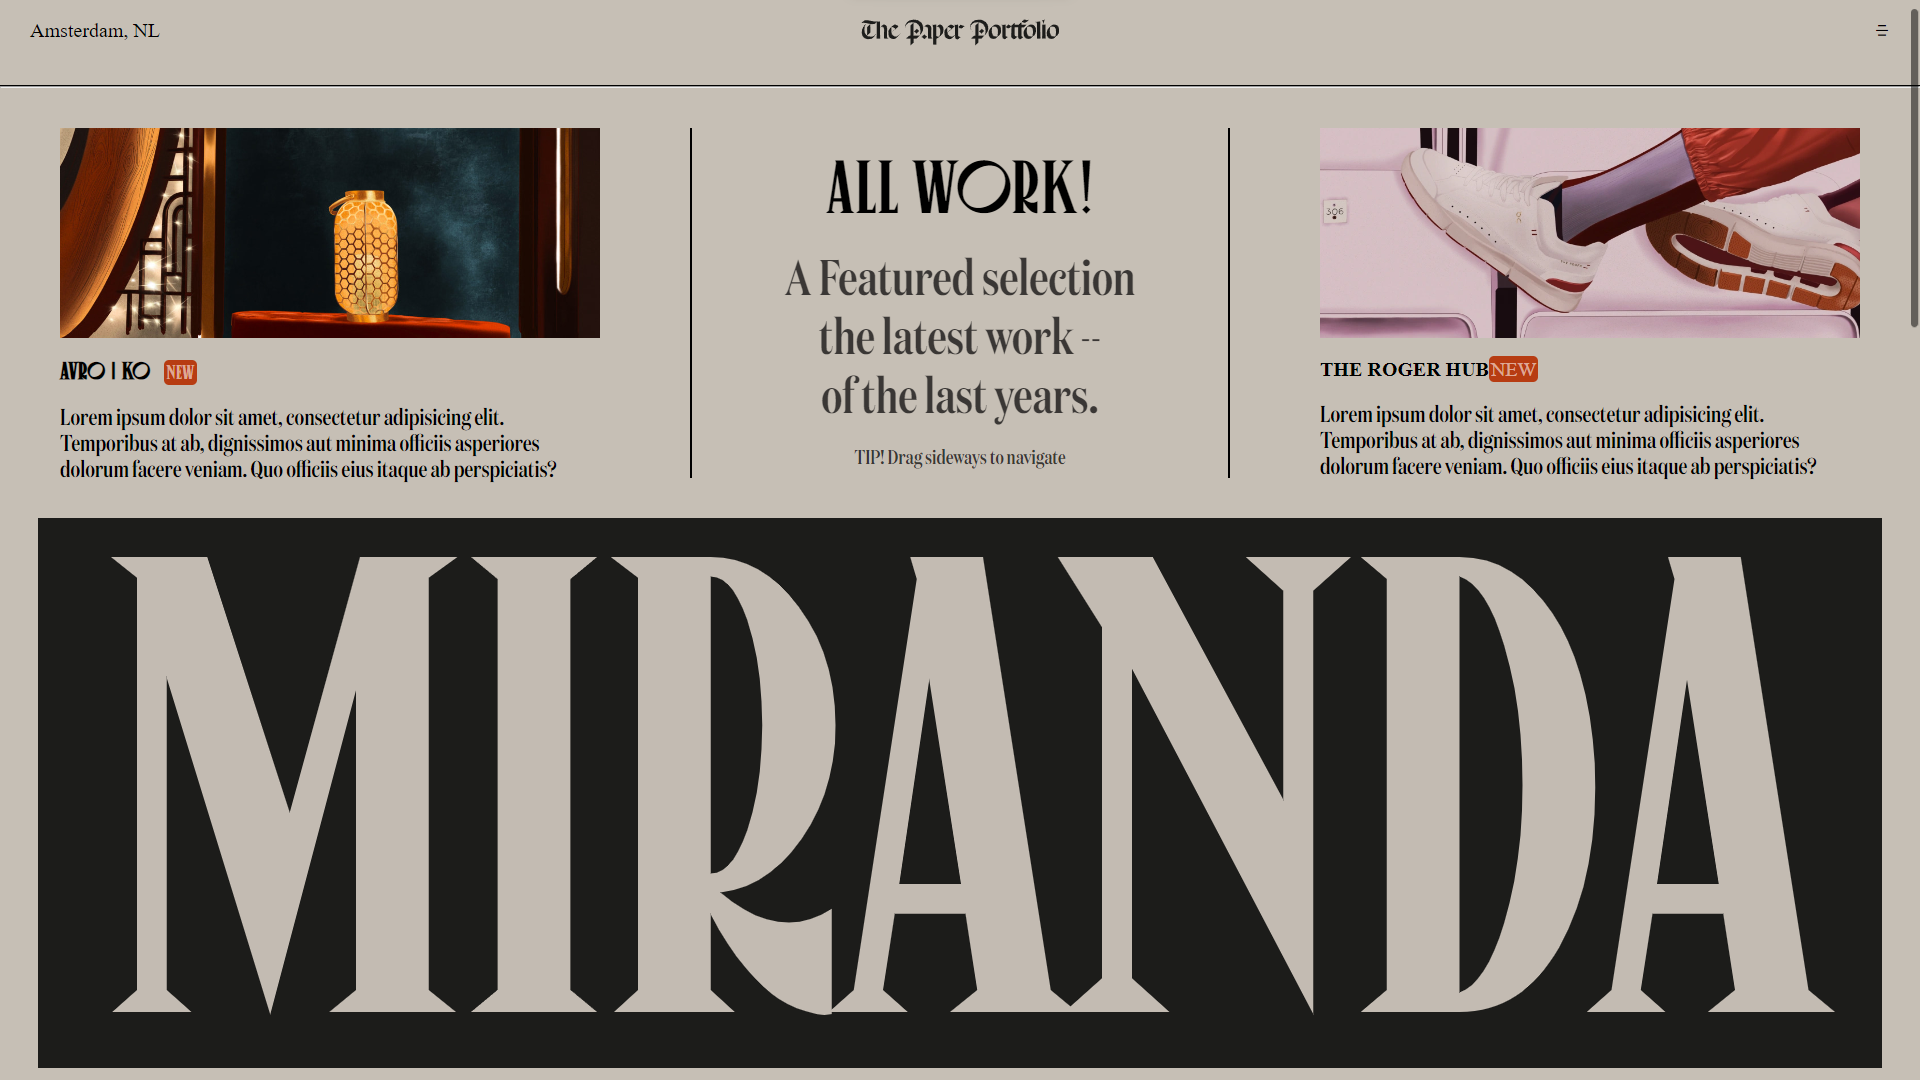 Amsterdam, NL
The Paper Portfolio
306
AVRO | KO NEW
Lorem ipsum dolor sit amet, consectetur adipisicing elit.
Temporibus at ab, dignissimos aut minima officiis asperiores
dolorum facere veniam. Quo officiis eius itaque ab perspiciatis?
ALL WORK!
A Featured selection
the latest work --
of the last years.
TIP! Drag sideways to navigate
THE ROGER HUBNEW
Lorem ipsum dolor sit amet, consectetur adipisicing elit.
Temporibus at ab, dignissimos aut minima officiis asperiores
dolorum facere veniam. Quo officiis eius itaque ab perspiciatis?
MIRANDA